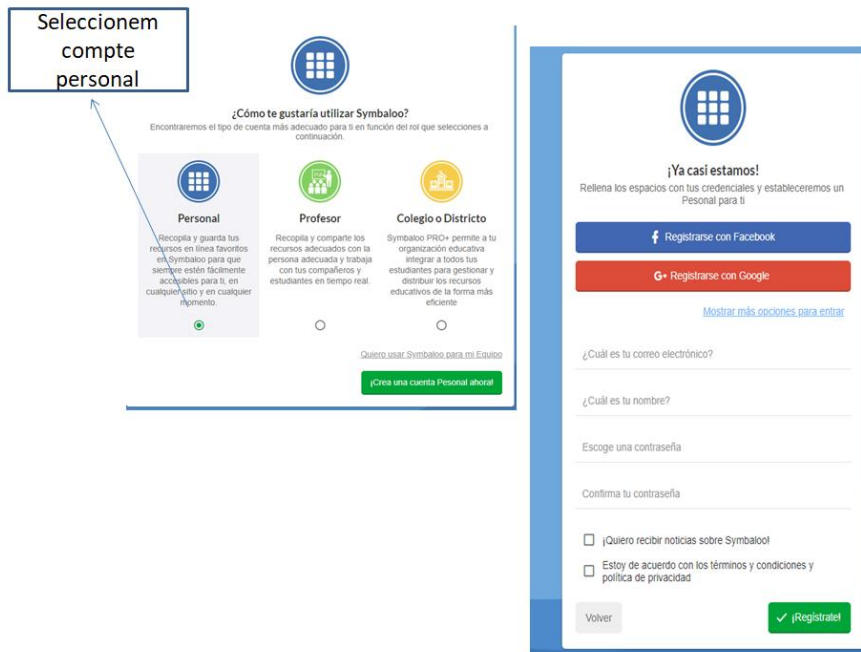 Seleccionem
compte
personal
¿Cómo te gustaría utilizar Symbaloo?
Encontraremos el tipo de cuenta más adecuado para ti en función del rol que selecciones a
continuación.
Personal
Recopila y guarda tus
recursos en línea favoritos
en Symbaloo para que
siempre estén fácilmente
accesibles para ti, en
cualquier sitio y en cualquier
momento.
Profesor
Recopila y comparte los
recursos adecuados con la
persona adecuada y trabaja
con tus compañeros y
estudiantes en tiempo real.
Colegio o Distrito
Symbaloo PRO+ permite a tu
organización educativa
integrar a todos tus
estudiantes para gestionar y
distribuir los recursos
educativos de la forma más
eficiente
Quiero usar Symbaloo para mi Equipo
¡Crea una cuenta Pesonal ahora!
¡Ya casi estamos!
Rellena los espacios con tus credenciales y estableceremos un
Pesonal para ti
f Registrarse con Facebook
G+ Registrarse con Google
Mostrar más opciones para entrar
¿Cuál es tu correo electrónico?
¿Cuál es tu nombre?
Escoge una contraseña
Confirma tu contraseña
¡Quiero recibir noticias sobre Symbaloo!
Estoy de acuerdo con los términos y condiciones y
política de privacidad
Volver
¡Regístrate!